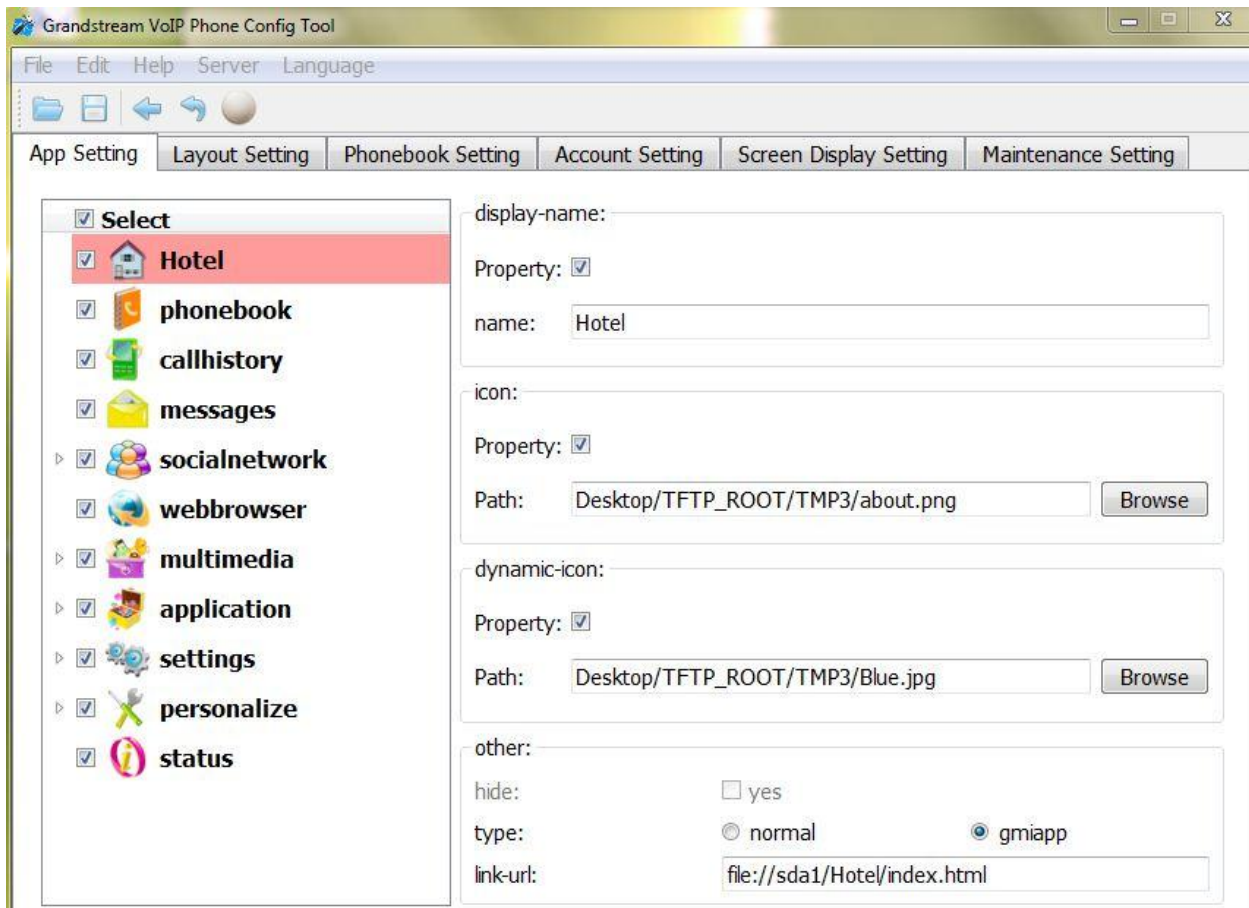 Grandstream VoIP Phone Config Tool
File Edit Help Server Language
App Setting Layout Setting Phonebook Setting Account Setting Screen Display Setting Maintenance Setting
Select
Hotel
phonebook
callhistory
messages
socialnetwork
webbrowser
multimedia
application
settings
personalize
status
display-name:
Property:
name: Hotel
icon:
Property:
Path: Desktop/TFTP_ROOT/TMP3/about.png Browse
dynamic-icon:
Property:
Path: Desktop/TFTP_ROOT/TMP3/Blue.jpg Browse
other:
hide: yes
type: normal gmiapp
link-url: file://sda1/Hotel/index.html